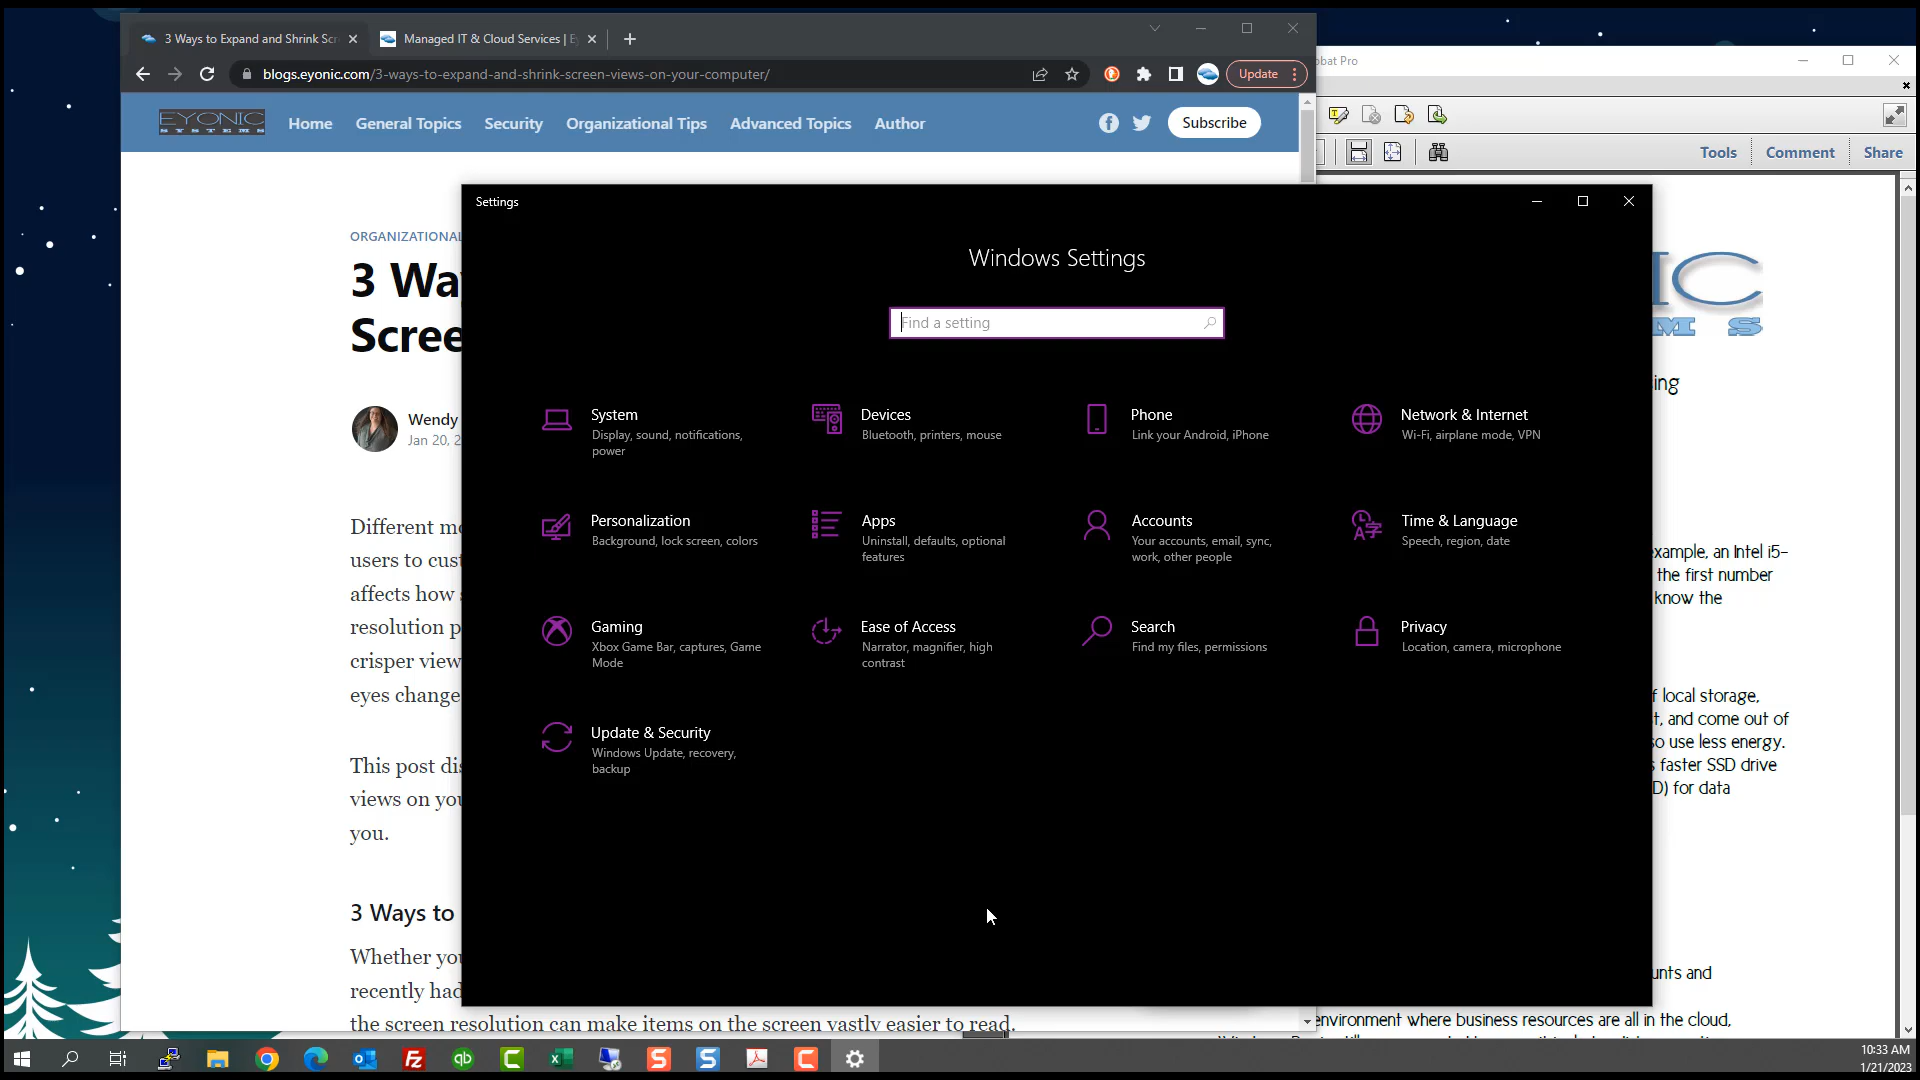 3 Ways to Expand and Shrink Scr
Managed IT & Cloud Services | E
blogs.eyonic.com/3-ways-to-expand-and-shrink-screen-views-on-your-computer/
Update
bat Pro
EYONIC
SYSTEMS
Home
General Topics
Security
Organizational Tips
Advanced Topics
Author
Subscribe
Tools
Comment
Share
ORGANIZATIONAL
3 Wa
Scree
Wendy
Jan 20, 2
Different mo
users to cust
affects how s
resolution p
crisper view
eyes change
This post dis
views on you
you.
3 Ways to
Whether you
recently had
the screen resolution can make items on the screen vastly easier to read.
Settings
Windows Settings
Find a setting
System
Display, sound, notifications,
power
Devices
Bluetooth, printers, mouse
Phone
Link your Android, iPhone
Network & Internet
Wi-Fi, airplane mode, VPN
Personalization
Background, lock screen, colors
Apps
Uninstall, defaults, optional
features
Accounts
Your accounts, email, sync,
work, other people
Time & Language
Speech, region, date
Gaming
Xbox Game Bar, captures, Game
Mode
Ease of Access
Narrator, magnifier, high
contrast
Search
Find my files, permissions
Privacy
Location, camera, microphone
Update & Security
Windows Update, recovery,
backup
IC
M S
ing
example, an Intel i5-
the first number
know the
f local storage,
t, and come out of
so use less energy.
s faster SSD drive
D) for data
unts and
environment where business resources are all in the cloud,
10:33 AM
1/21/2023